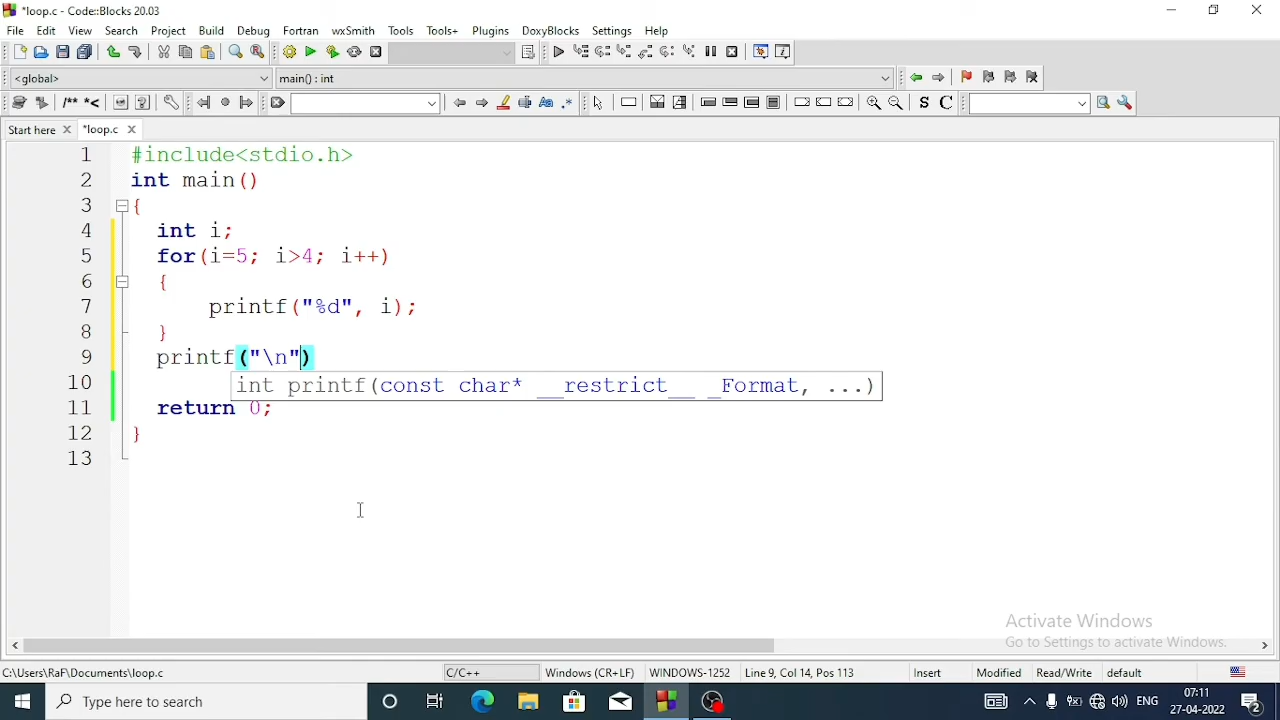 *loop.c - Code::Blocks 20.03
File Edit View Search Project Build Debug Fortran wxSmith Tools Tools+ Plugins DoxyBlocks Settings Help
<global> main() : int
/** *<
S C
Start here *loop.c
1 #include<stdio.h>
2 int main()
3 {
4 int i;
5 for(i=5; i>4; i++)
6 {
7 printf("%d", i);
8 }
9 printf("\n")
10 int printf(const char* __restrict__ _Format, ...)
11 return 0;
12 }
13
Activate Windows
Go to Settings to activate Windows.
C:\Users\RaF\Documents\loop.c C/C++ Windows (CR+LF) WINDOWS-1252 Line 9, Col 14, Pos 113 Insert Modified Read/Write default
Type here to search ENG 07:11
27-04-2022 2